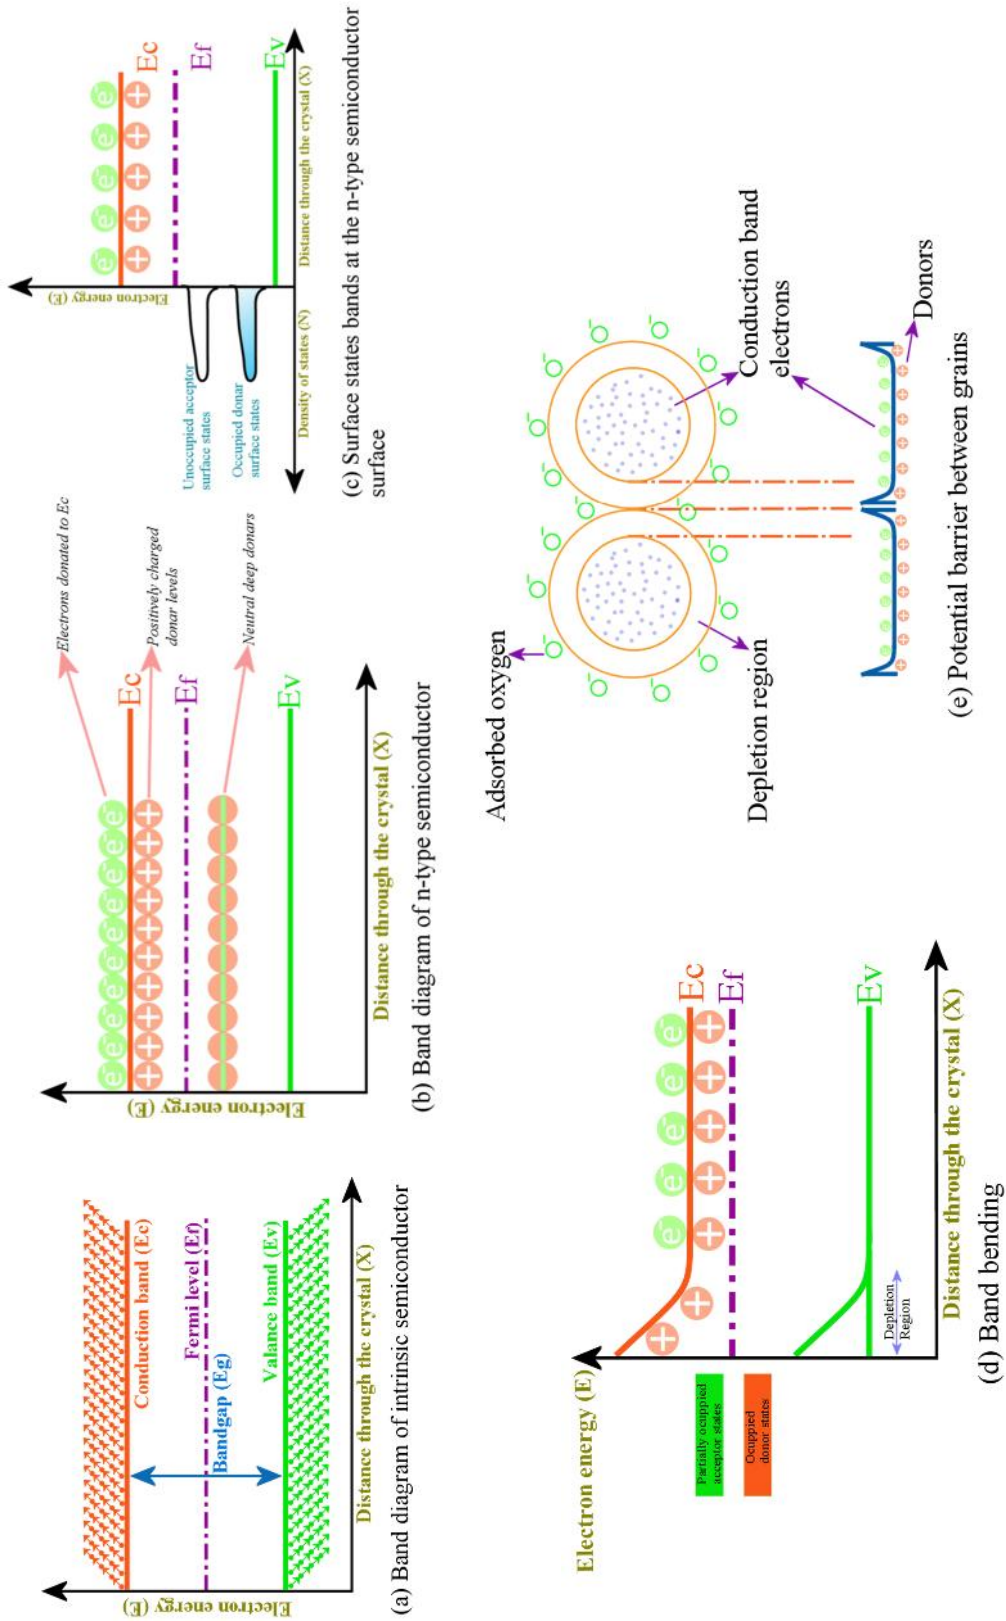 Electron energy (E)
Conduction band (Ec)
Fermi level (Ef)
Bandgap (Eg)
Valance band (Ev)
Distance through the crystal (X)
(a) Band diagram of intrinsic semiconductor
Electron energy (E)
e- e- e- e- e- e- e- e- e- e-
+ + + + + + + + + +
Ec
Ef
Ev
Electrons donated to Ec
Positively charged
donar levels
Neutral deep donars
Distance through the crystal (X)
(b) Band diagram of n-type semiconductor
Electron energy (E)
e- e- e- e- e-
+ + + + +
Ec
Ef
Ev
Unoccupied acceptor
surface states
Occupied donar
surface states
Density of states (N)
Distance through the crystal (X)
(c) Surface states bands at the n-type semiconductor
surface
Electron energy (E)
Partially ocuppied
acceptor states
Ocuppied
donor states
e- e- e- e- e-
+ + + + + + +
Ec
Ef
Ev
Depletion
Region
Distance through the crystal (X)
(d) Band bending
Adsorbed oxygen
Depletion region
Conduction band
electrons
Donors
(e) Potential barrier between grains